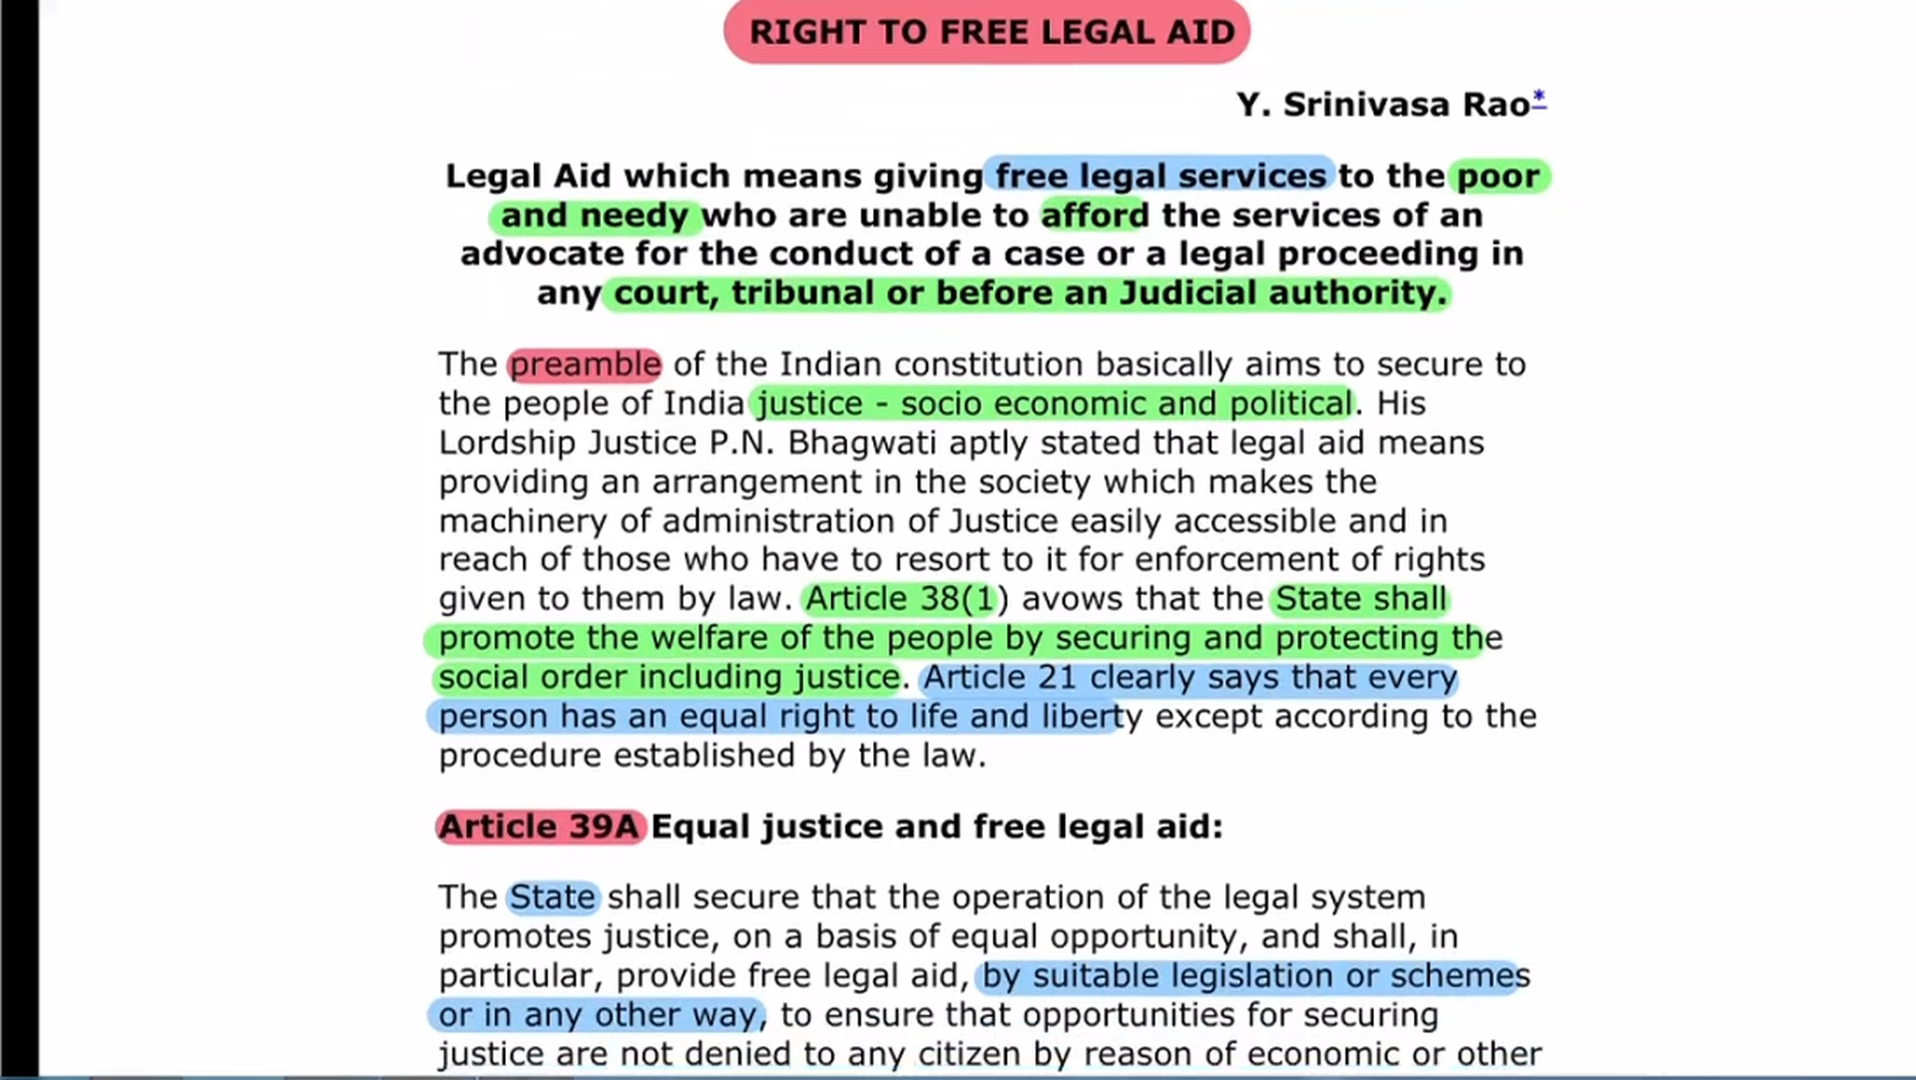 RIGHT TO FREE LEGAL AID
Y. Srinivasa Rao*
Legal Aid which means giving free legal services to the poor
and needy who are unable to afford the services of an
advocate for the conduct of a case or a legal proceeding in
any court, tribunal or before an Judicial authority.
The preamble of the Indian constitution basically aims to secure to
the people of India justice - socio economic and political. His
Lordship Justice P.N. Bhagwati aptly stated that legal aid means
providing an arrangement in the society which makes the
machinery of administration of Justice easily accessible and in
reach of those who have to resort to it for enforcement of rights
given to them by law. Article 38(1) avows that the State shall
promote the welfare of the people by securing and protecting the
social order including justice. Article 21 clearly says that every
person has an equal right to life and liberty except according to the
procedure established by the law.
Article 39A Equal justice and free legal aid:
The State shall secure that the operation of the legal system
promotes justice, on a basis of equal opportunity, and shall, in
particular, provide free legal aid, by suitable legislation or schemes
or in any other way, to ensure that opportunities for securing
justice are not denied to any citizen by reason of economic or other